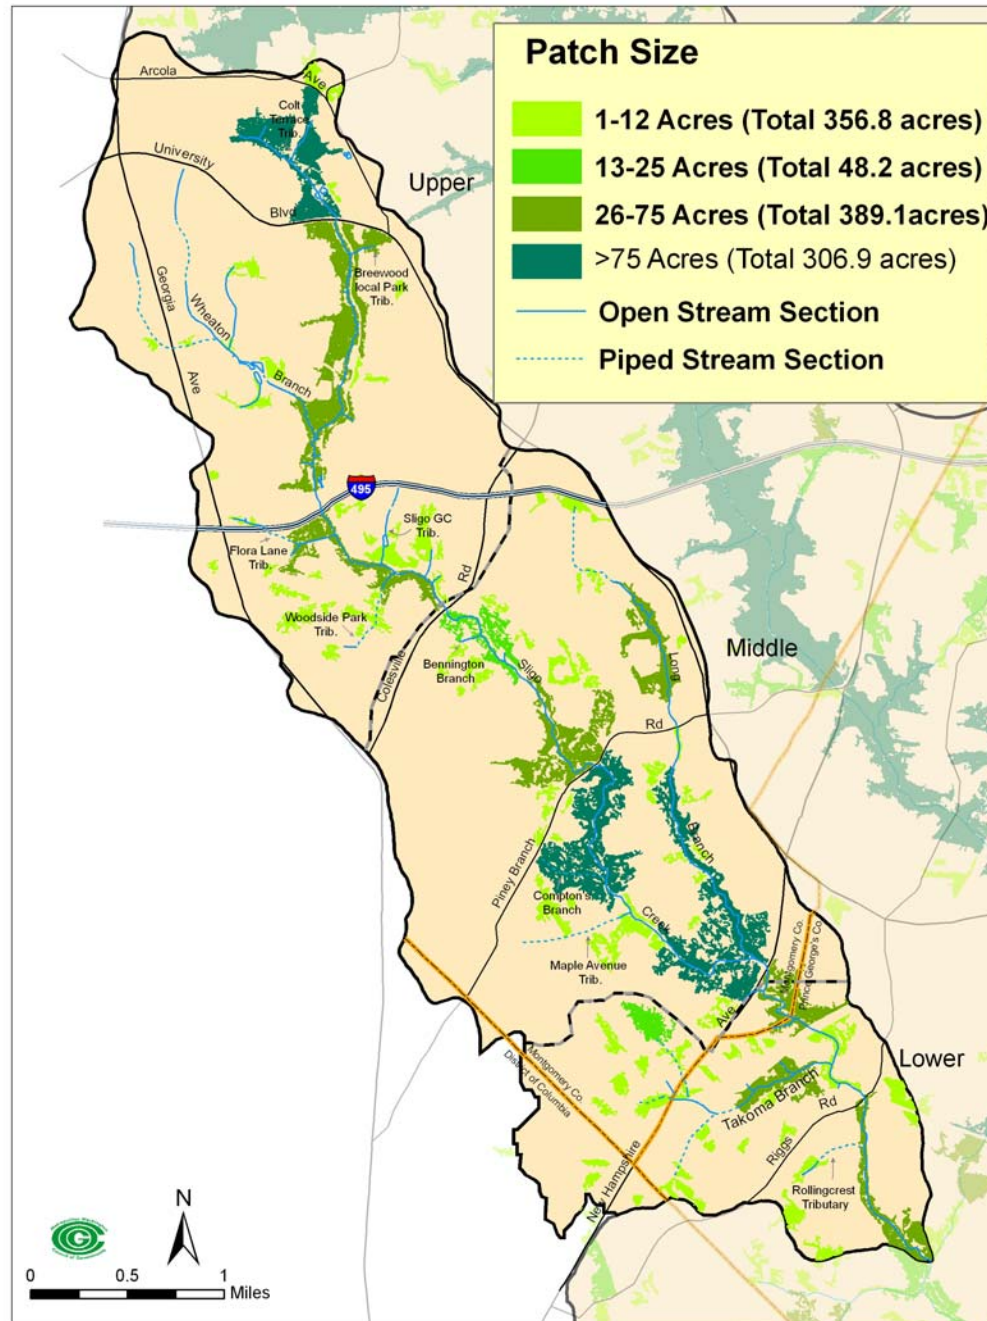 Patch Size
1-12 Acres (Total 356.8 acres)
13-25 Acres (Total 48.2 acres)
26-75 Acres (Total 389.1acres)
>75 Acres (Total 306.9 acres)
Open Stream Section
Piped Stream Section
Arcola
Ave
Colt
Terrace
Trib.
University
Blvd
Upper
Georgia
Ave
Breewood
local Park
Trib.
Wheaton
Branch
495
Sligo GC
Trib.
Flora Lane
Trib.
Woodside Park
Trib.
Colesville
Rd
Bennington
Branch
Sligo
Long
Middle
Rd
Piney Branch
Branch
Compton's
Branch
Creek
Maple Avenue
Trib.
Montgomery Co.
Prince George's Co.
Ave
Montgomery Co.
District of Columbia
Lower
Takoma Branch
Rd
Riggs
New Hampshire
Rollingcrest
Tributary
N
0 0.5 1
Miles